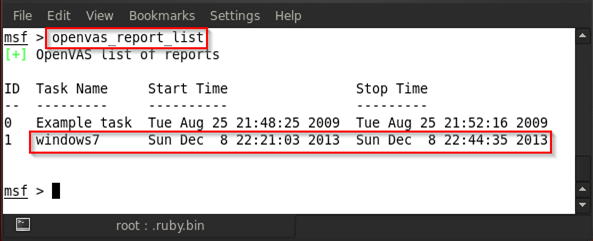 File Edit View Bookmarks Settings Help
msf > openvas_report_list
[+] OpenVAS list of reports
ID Task Name Start Time Stop Time
-- --------- ---------- ---------
0 Example task Tue Aug 25 21:48:25 2009 Tue Aug 25 21:52:16 2009
1 windows7 Sun Dec 8 22:21:03 2013 Sun Dec 8 22:44:35 2013
msf >
root : .ruby.bin